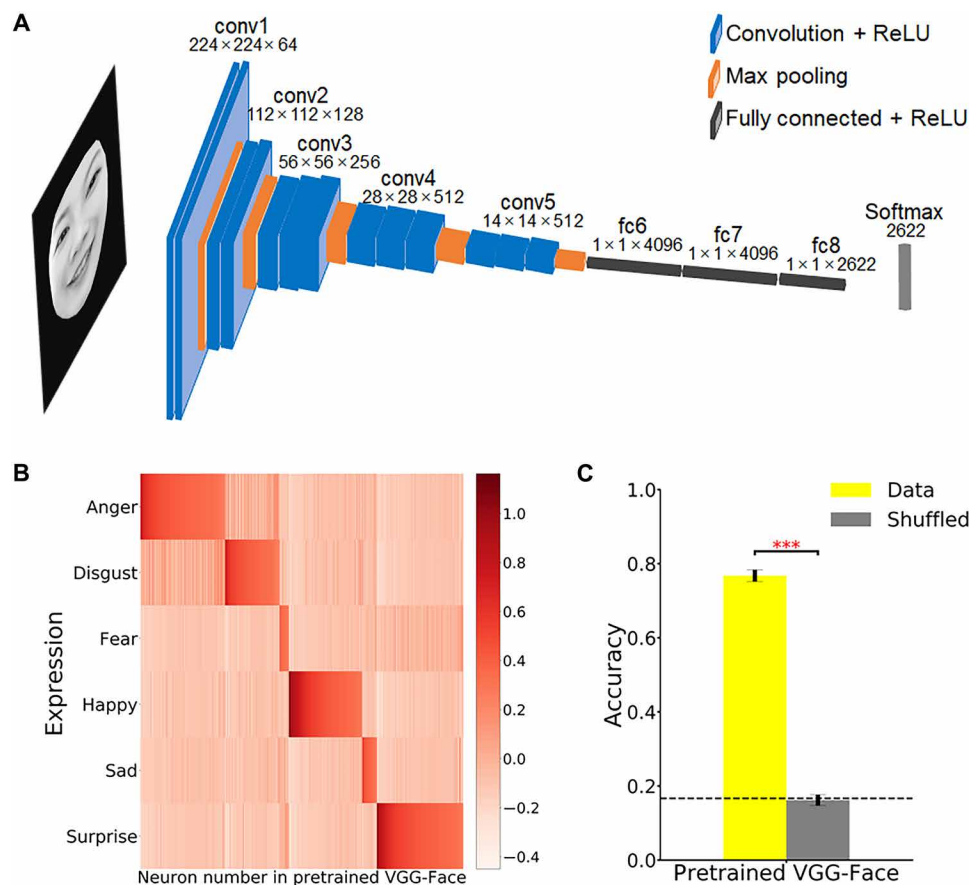 A
conv1
224×224×64
conv2
112×112×128
conv3
56×56×256
conv4
28×28×512
conv5
14×14×512
fc6
1×1×4096
fc7
1×1×4096
fc8
1×1×2622
Softmax
2622
Convolution + ReLU
Max pooling
Fully connected + ReLU
B
Expression
Anger
Disgust
Fear
Happy
Sad
Surprise
Neuron number in pretrained VGG-Face
1.0
0.8
0.6
0.4
0.2
0.0
−0.2
−0.4
C
Data
Shuffled
***
Accuracy
1.0
0.8
0.6
0.4
0.2
0.0
Pretrained VGG-Face